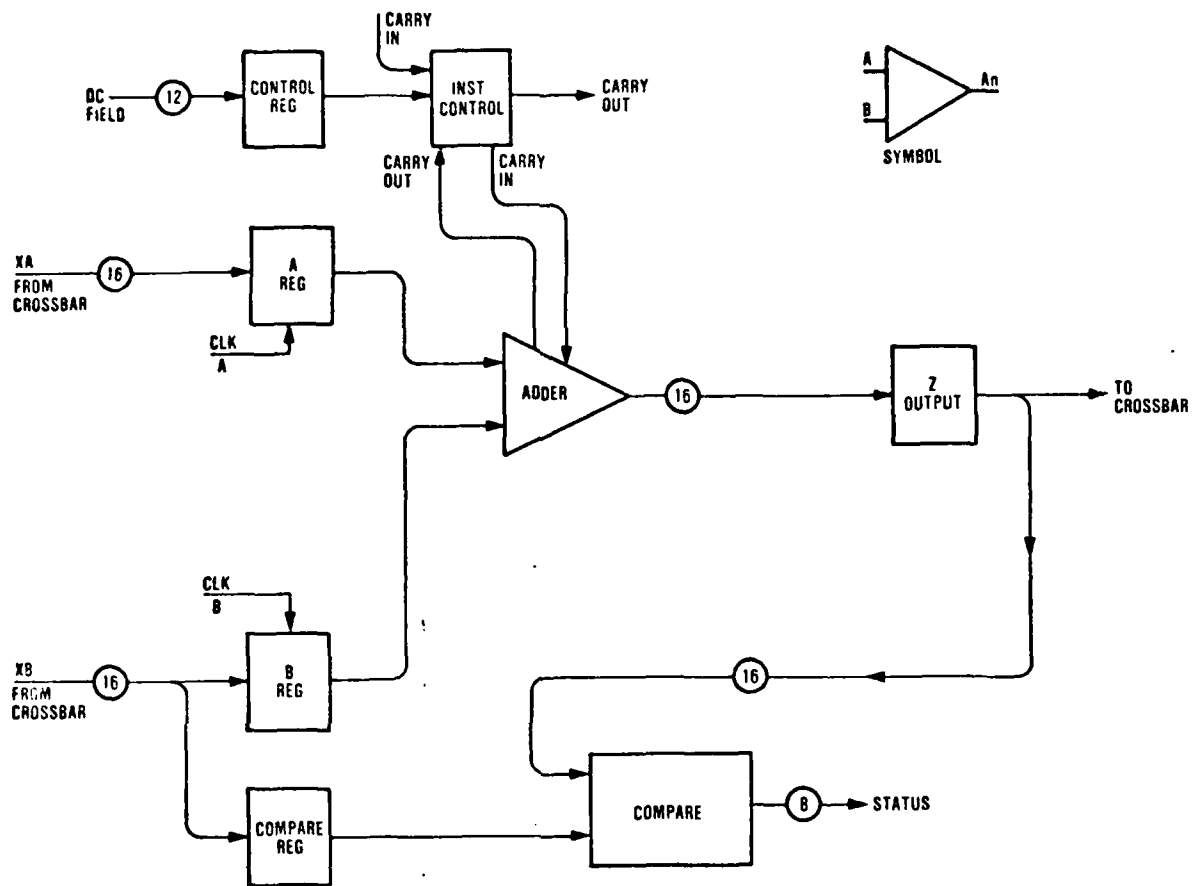 CARRY
IN
DC
FIELD
12
CONTROL
REG
INST
CONTROL
CARRY
OUT
A
B
An
SYMBOL
CARRY
OUT
CARRY
IN
XA
16
FROM
CROSSBAR
A
REG
CLK
A
ADDER
16
Z
OUTPUT
TO
CROSSBAR
CLK
B
XB
16
FROM
CROSSBAR
B
REG
16
COMPARE
REG
COMPARE
8
STATUS